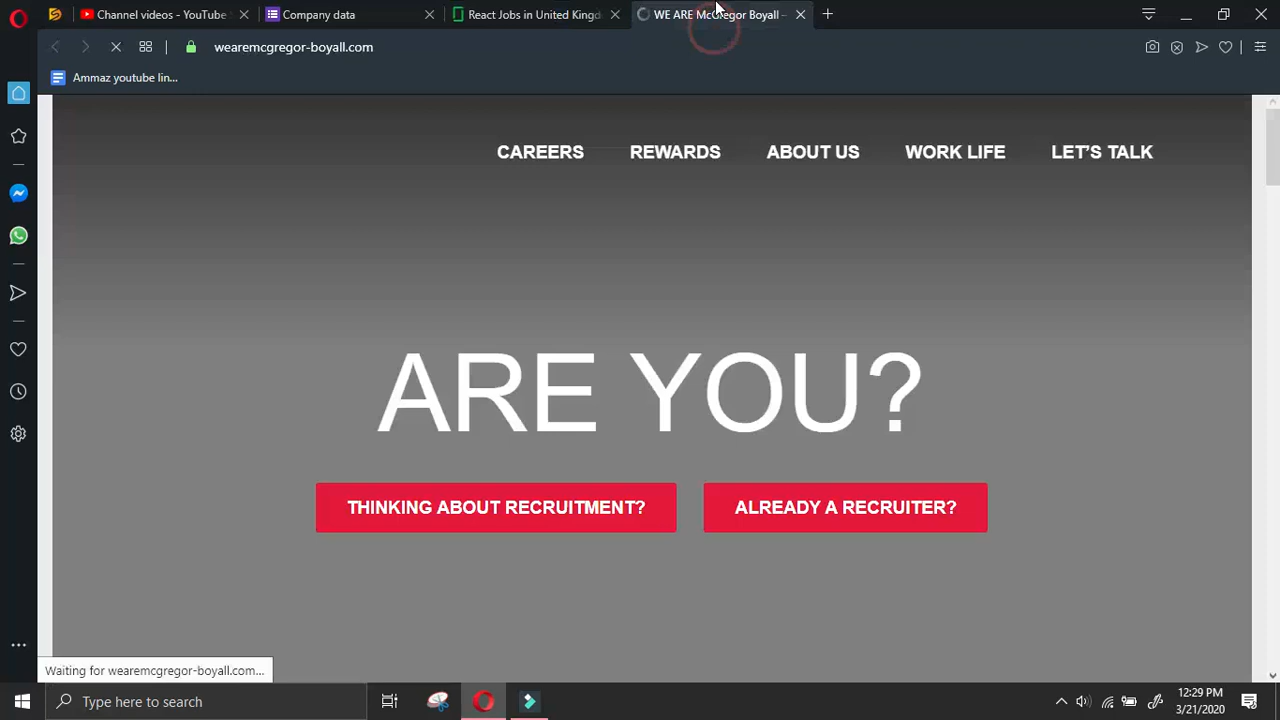 Channel videos - YouTube S
Company data
React Jobs in United Kingd
WE ARE McGregor Boyall –
wearemcgregor-boyall.com
Ammaz youtube lin...
CAREERS
REWARDS
ABOUT US
WORK LIFE
LET'S TALK
ARE YOU?
THINKING ABOUT RECRUITMENT?
ALREADY A RECRUITER?
Waiting for wearemcgregor-boyall.com...
Type here to search
12:29 PM
3/21/2020